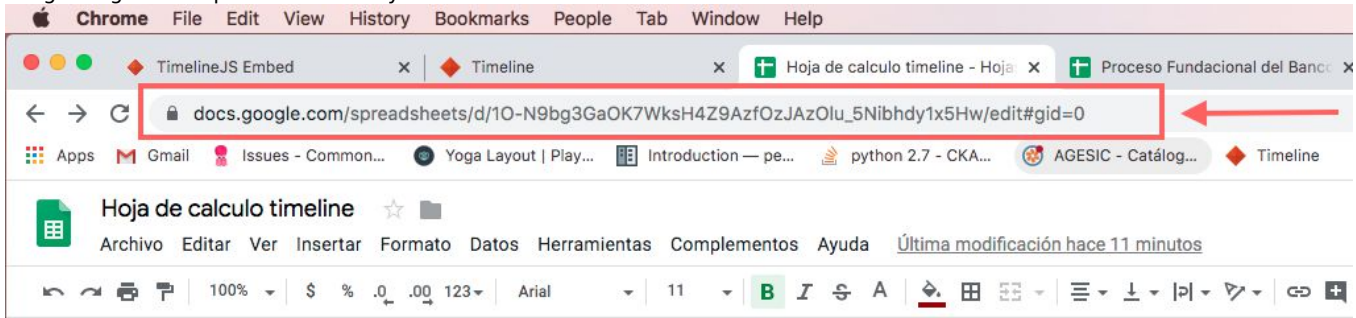 Chrome File Edit View History Bookmarks People Tab Window Help
TimelineJS Embed Timeline Hoja de calculo timeline - Hoja Proceso Fundacional del Banco
docs.google.com/spreadsheets/d/1O-N9bg3GaOK7WksH4Z9AzfOzJAzOlu_5Nibhdy1x5Hw/edit#gid=0
Apps Gmail Issues - Common... Yoga Layout | Play... Introduction — pe... python 2.7 - CKA... AGESIC - Catálog... Timeline
Hoja de calculo timeline
Archivo Editar Ver Insertar Formato Datos Herramientas Complementos Ayuda Última modificación hace 11 minutos
100% $ % .0 .00 123 Arial 11 B I S A